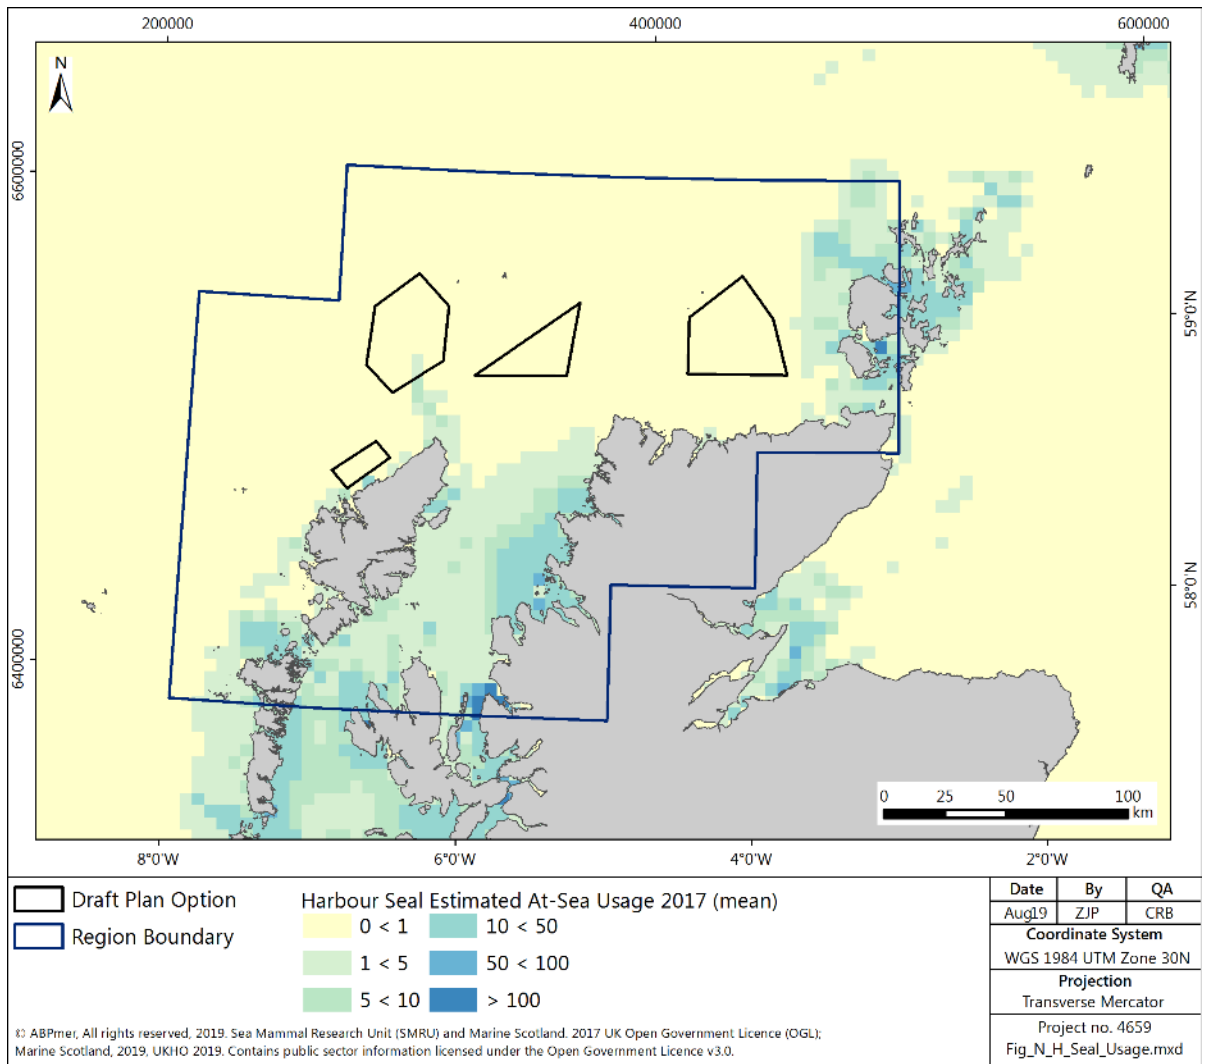 200000 400000 600000
N
6600000
6400000
59°0'N
58°0'N
0 25 50 100
km
8°0'W 6°0'W 4°0'W 2°0'W
Draft Plan Option
Region Boundary
Harbour Seal Estimated At-Sea Usage 2017 (mean)
0 < 1 10 < 50
1 < 5 50 < 100
5 < 10 > 100
Date By QA
Aug19 ZJP CRB
Coordinate System
WGS 1984 UTM Zone 30N
Projection
Transverse Mercator
Project no. 4659
Fig_N_H_Seal_Usage.mxd
© ABPmer, All rights reserved, 2019. Sea Mammal Research Unit (SMRU) and Marine Scotland. 2017 UK Open Government Licence (OGL);
Marine Scotland, 2019, UKHO 2019. Contains public sector information licensed under the Open Government Licence v3.0.